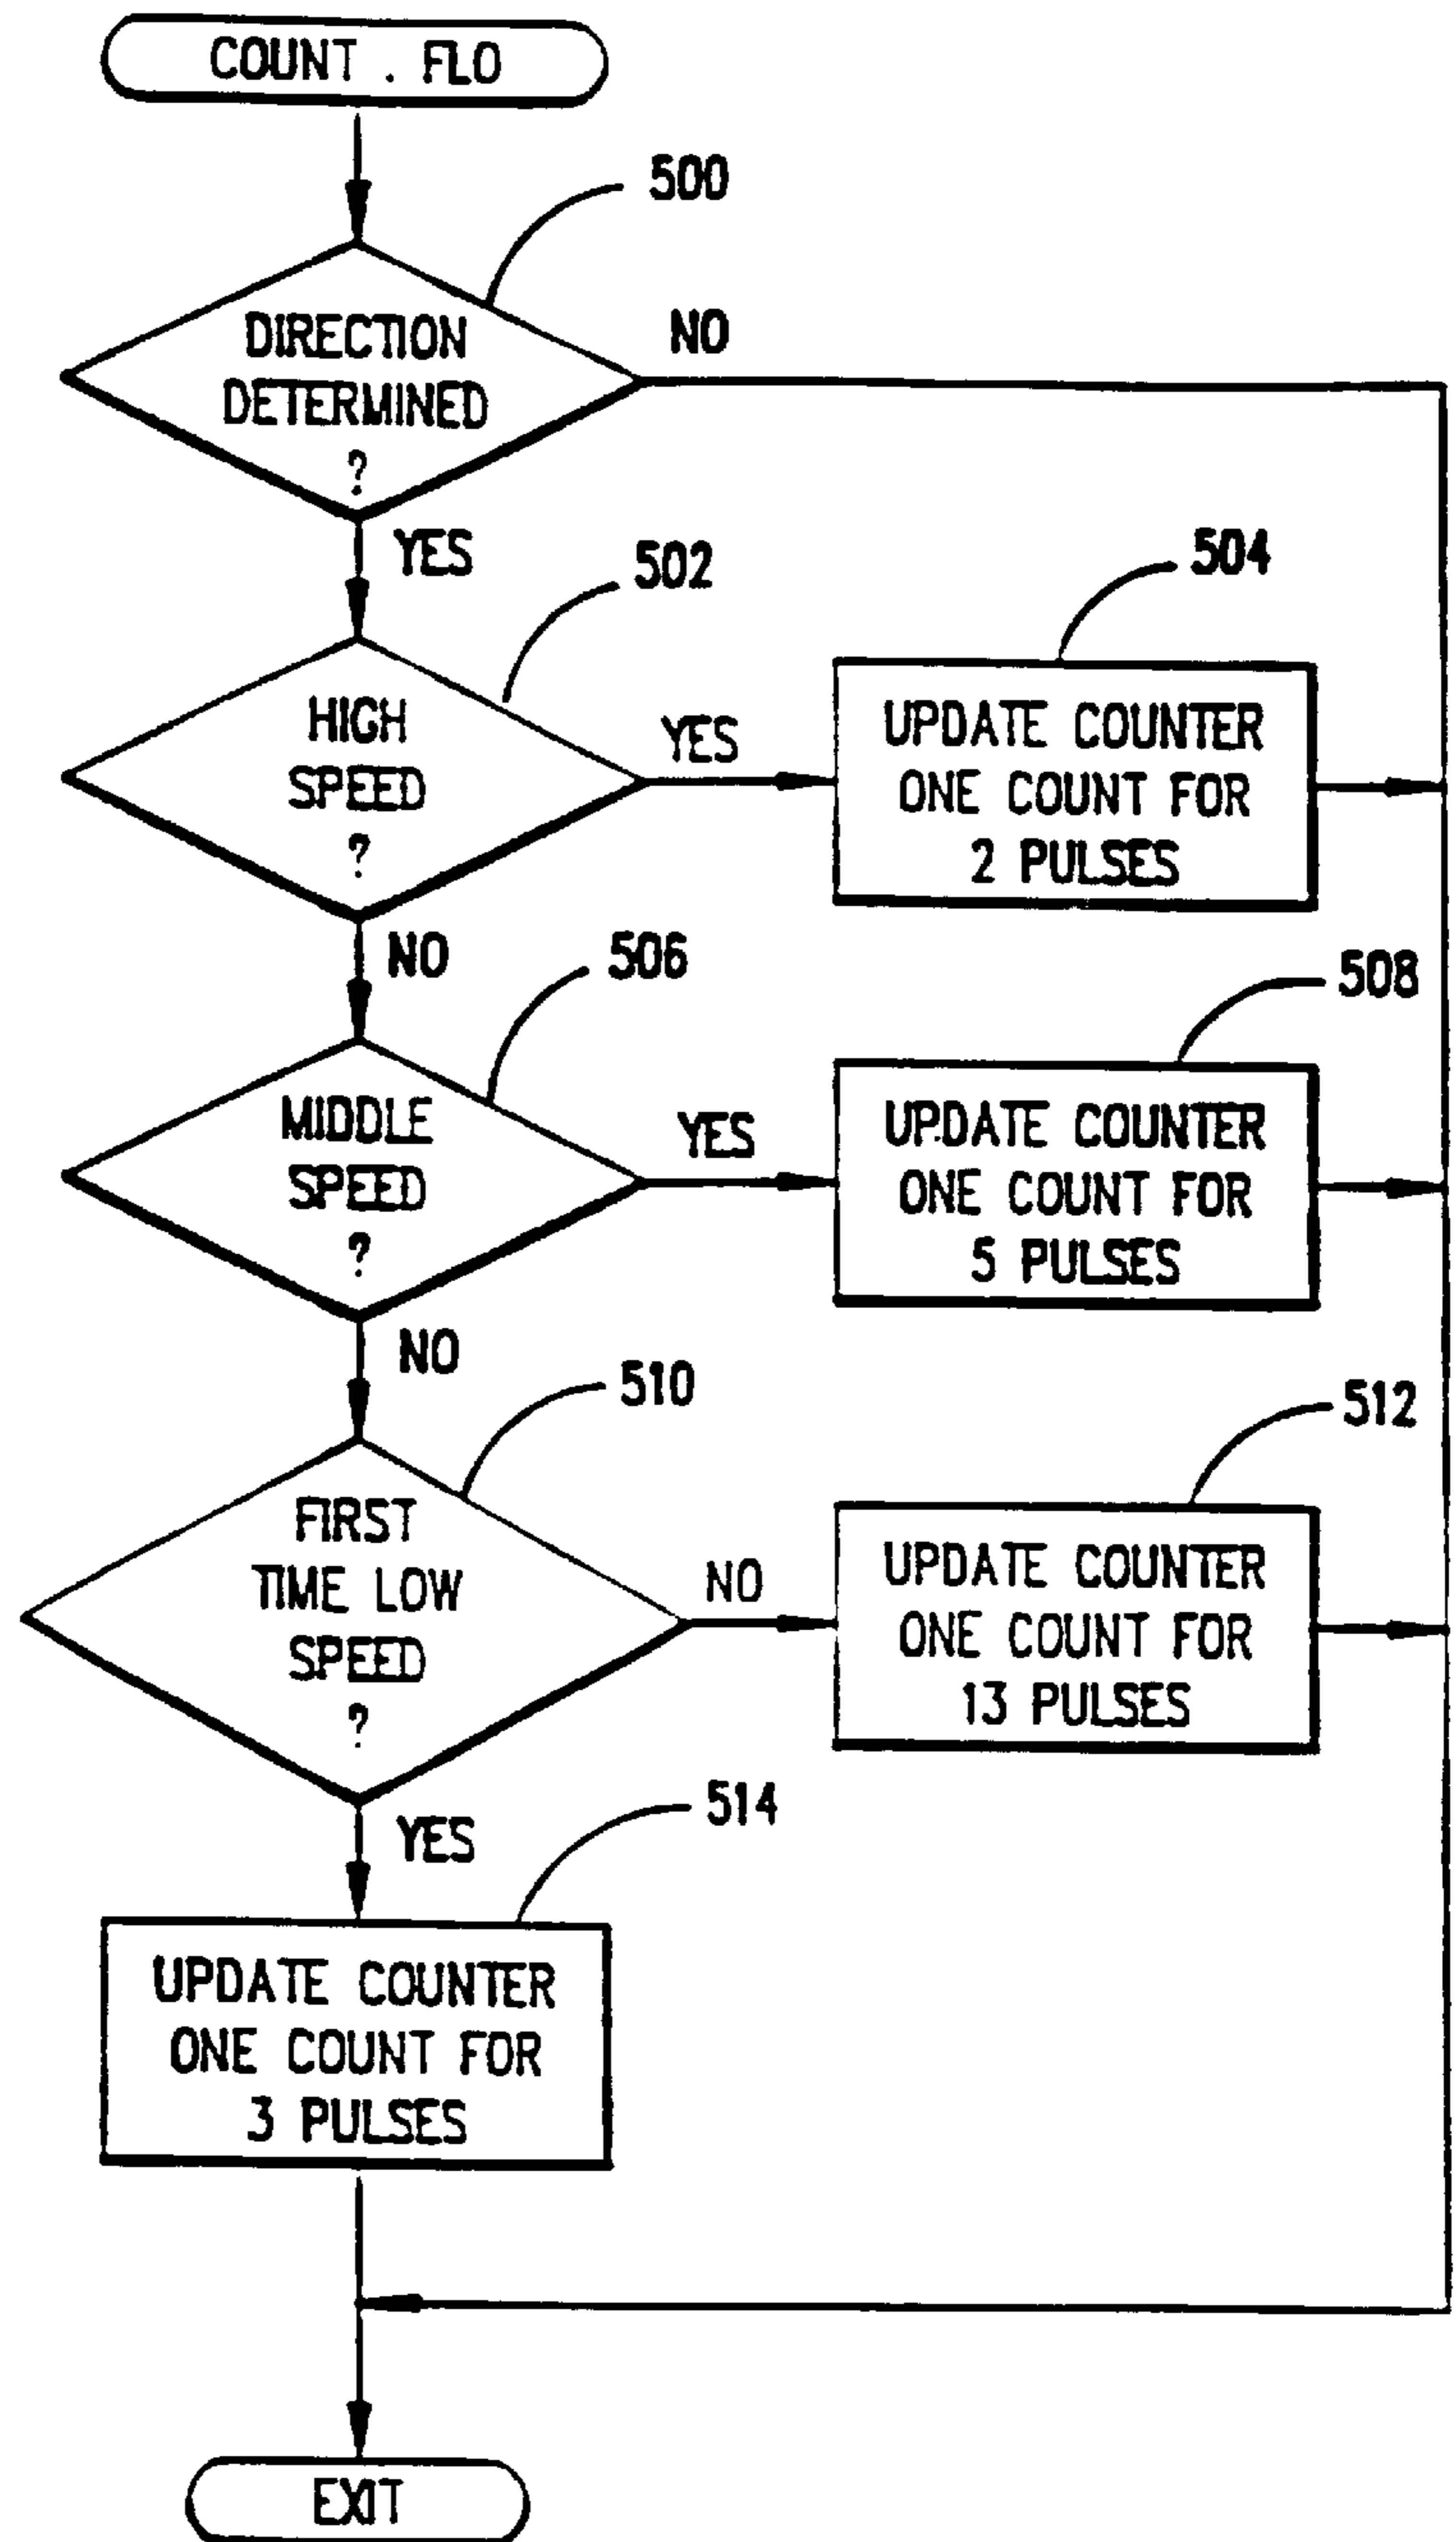 COUNT . FLO
500
DIRECTION
DETERMINED
?
NO
YES
502
HIGH
SPEED
?
YES
504
UPDATE COUNTER
ONE COUNT FOR
2 PULSES
NO
506
MIDDLE
SPEED
?
YES
508
UPDATE COUNTER
ONE COUNT FOR
5 PULSES
NO
510
FIRST
TIME LOW
SPEED
?
NO
512
UPDATE COUNTER
ONE COUNT FOR
13 PULSES
YES
514
UPDATE COUNTER
ONE COUNT FOR
3 PULSES
EXIT